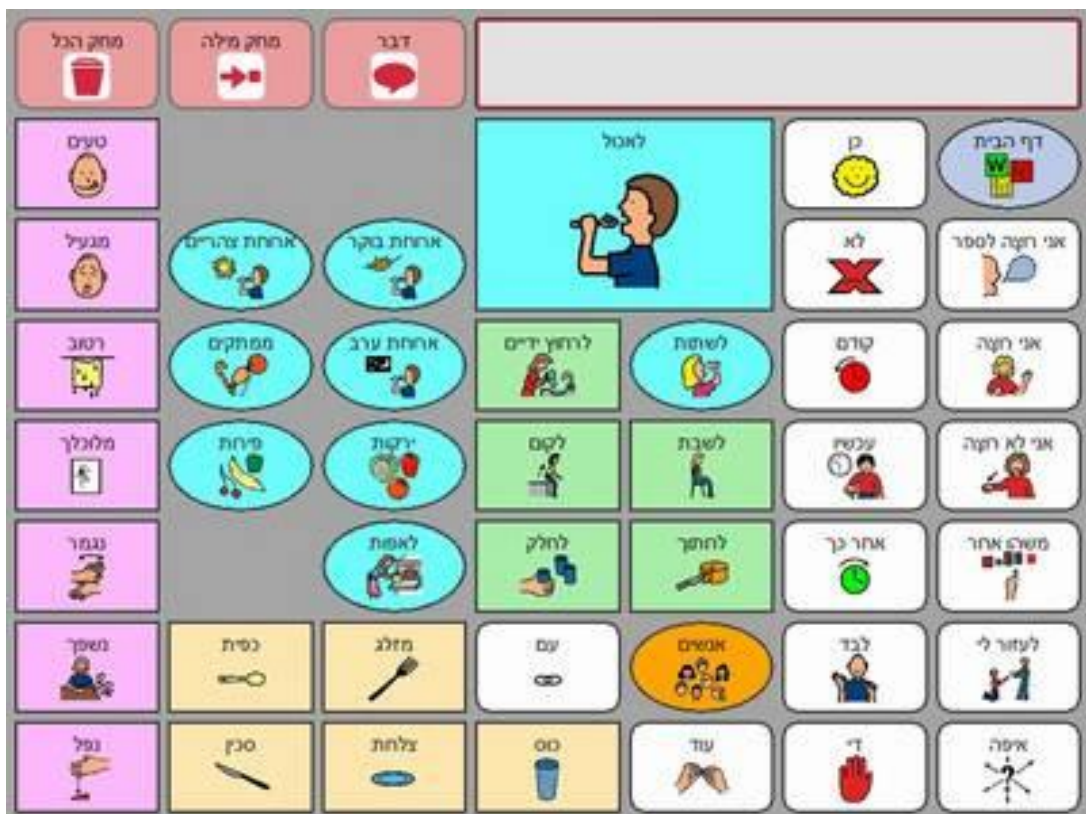 דבר
מחק מילה
מחק הכל
דף הבית
כן
לאכול
טעים
אני רוצה לספר
לא
ארוחת בוקר
ארוחת צהריים
מגעיל
אני רוצה
קודם
לשתות
לרחוץ ידיים
ארוחת ערב
ממתקים
רטוב
אני לא רוצה
עכשיו
לשבת
לקום
ירקות
פירות
מלוכלך
משהו אחר
אחר כך
לחתוך
לחלק
לאפות
נגמר
לעזור לי
לבד
אנשים
עם
מזלג
כפית
נשפך
איפה
די
עוד
כוס
צלחת
סכין
נפל